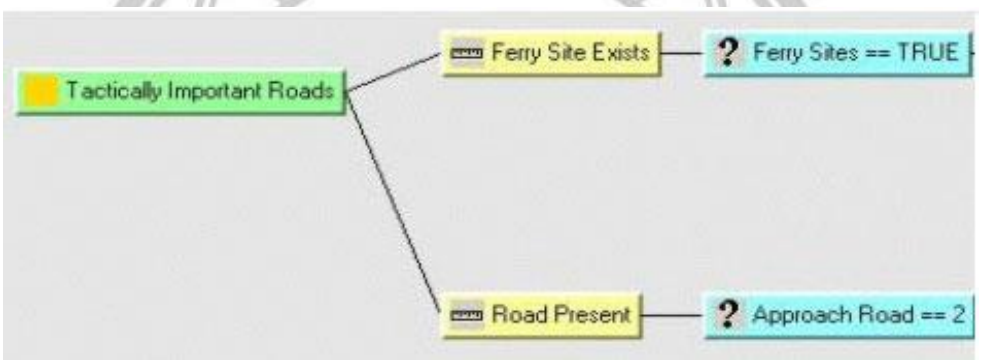 Ferry Site Exists
Ferry Sites == TRUE
Tactically Important Roads
Road Present
Approach Road == 2